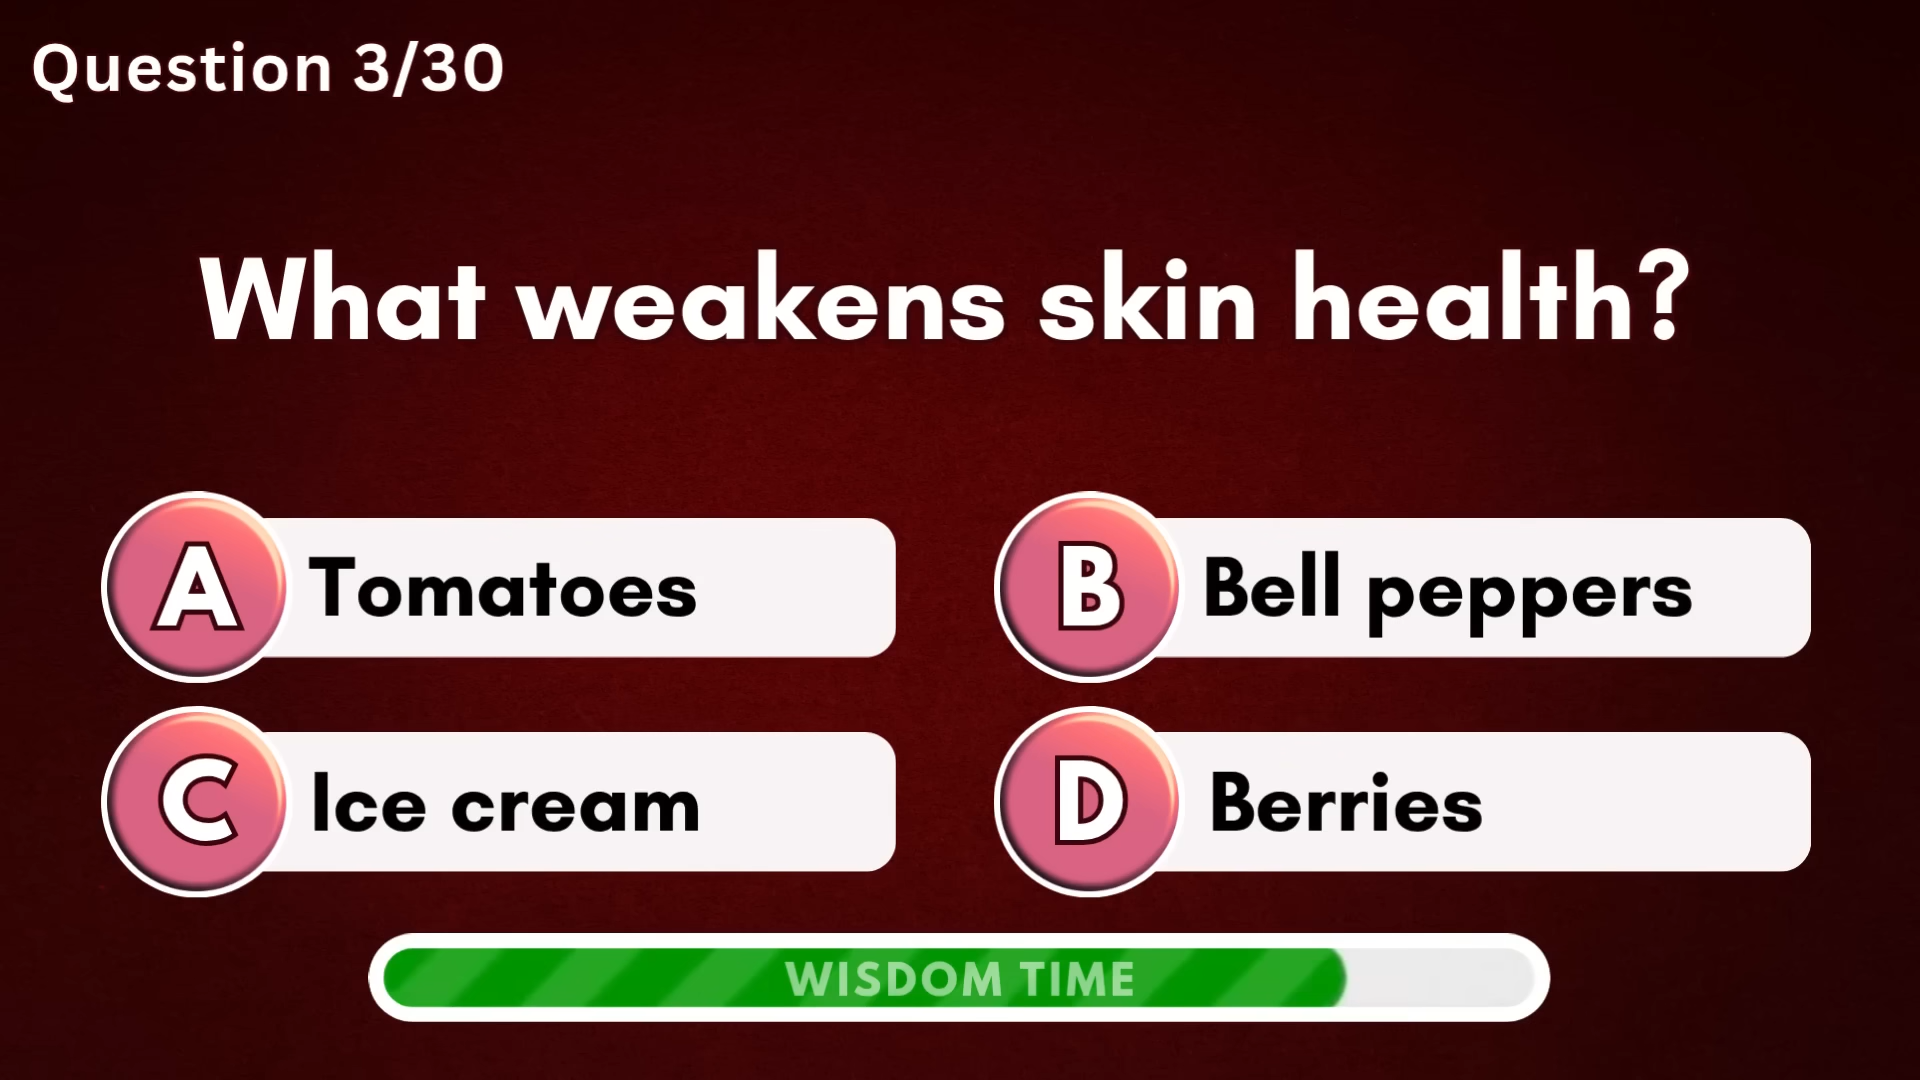 Question 3/30
What weakens skin health?
A Tomatoes
B Bell peppers
C Ice cream
D Berries
WISDOM TIME